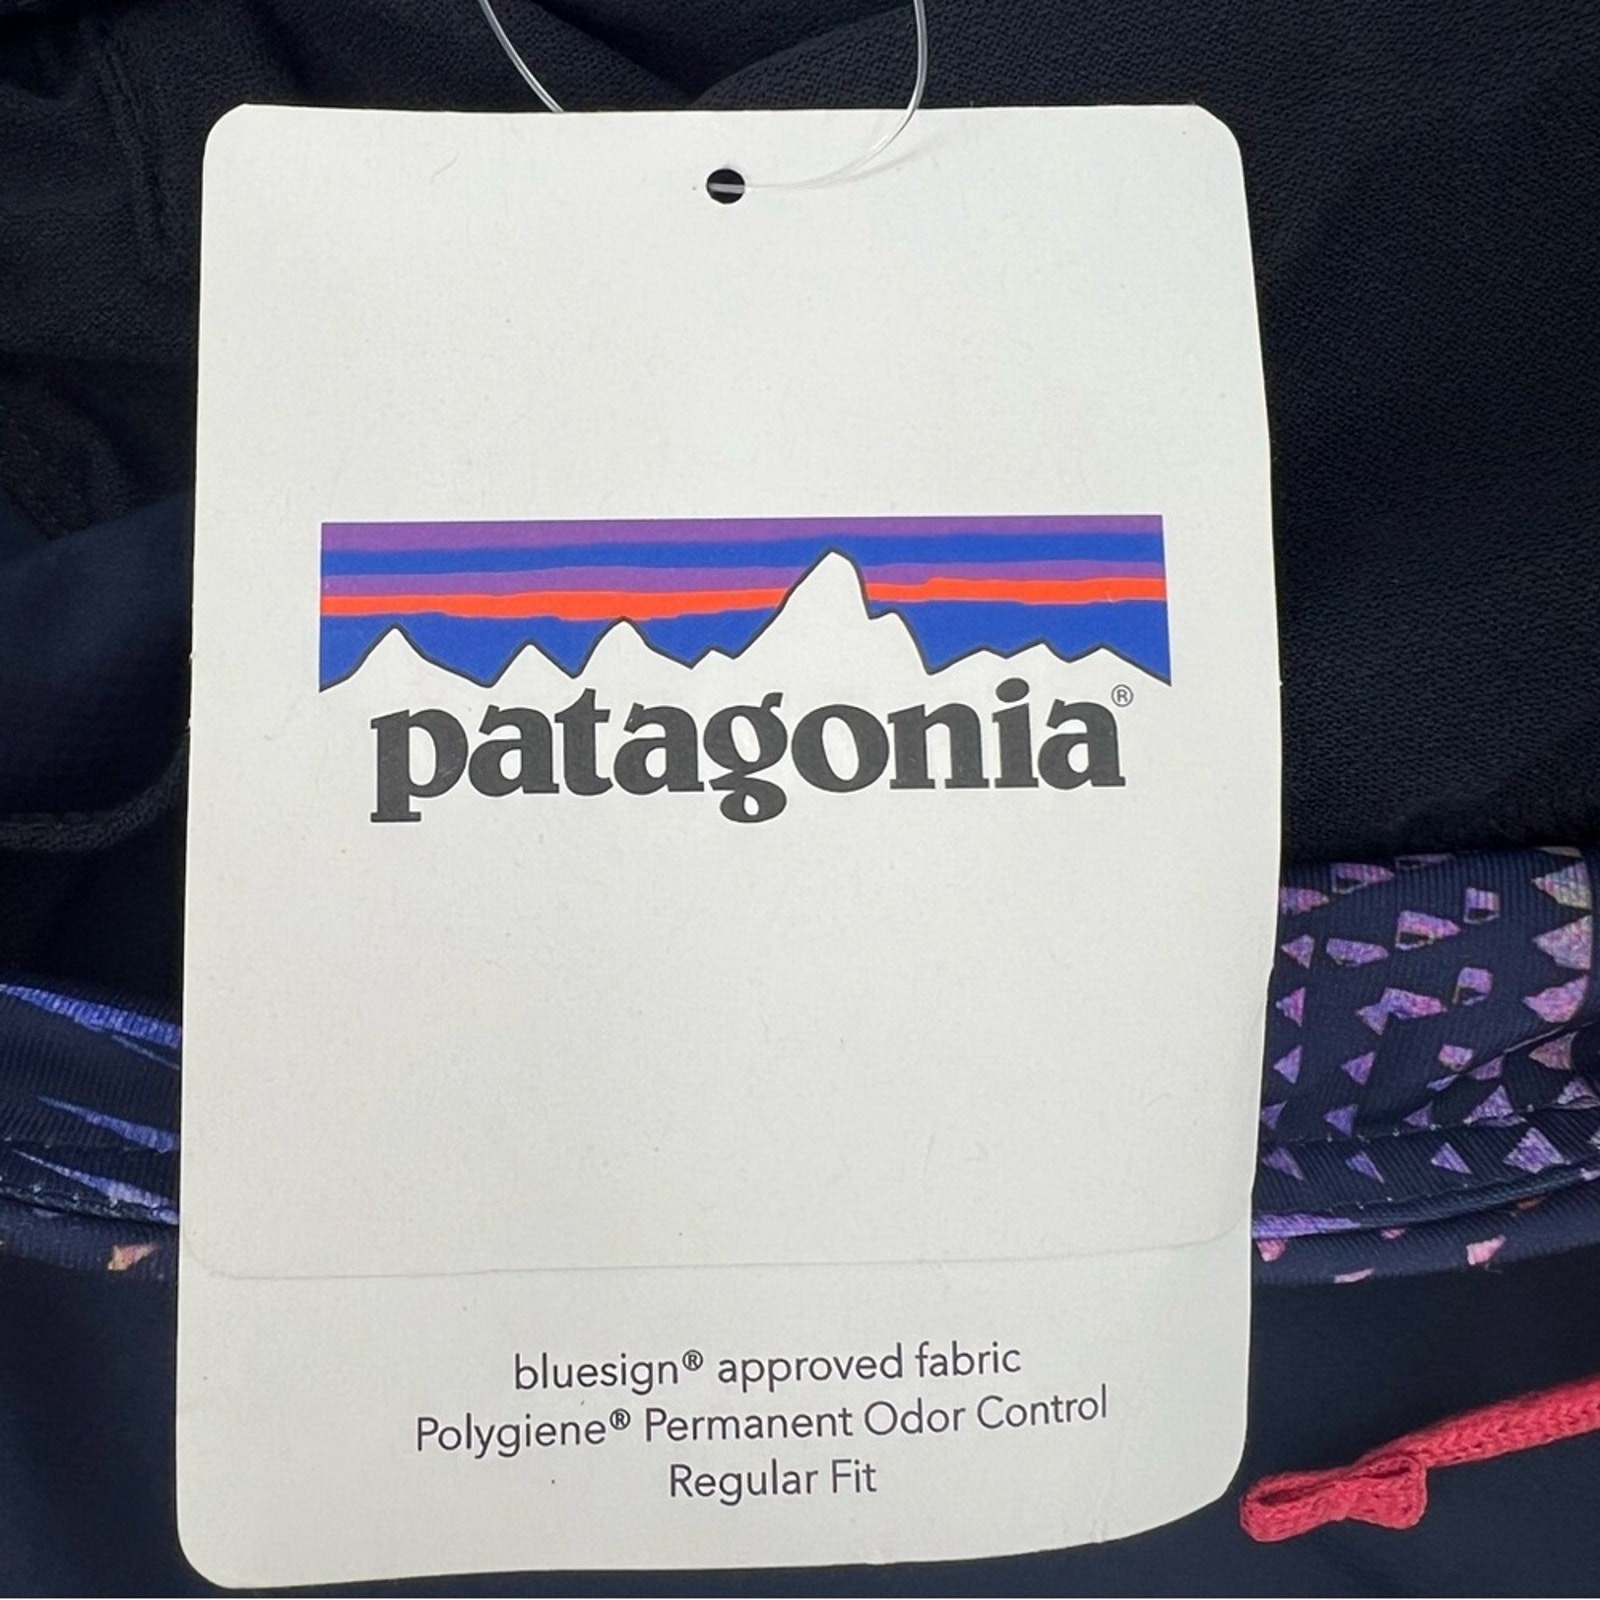 patagonia®
bluesign® approved fabric
Polygiene® Permanent Odor Control
Regular Fit